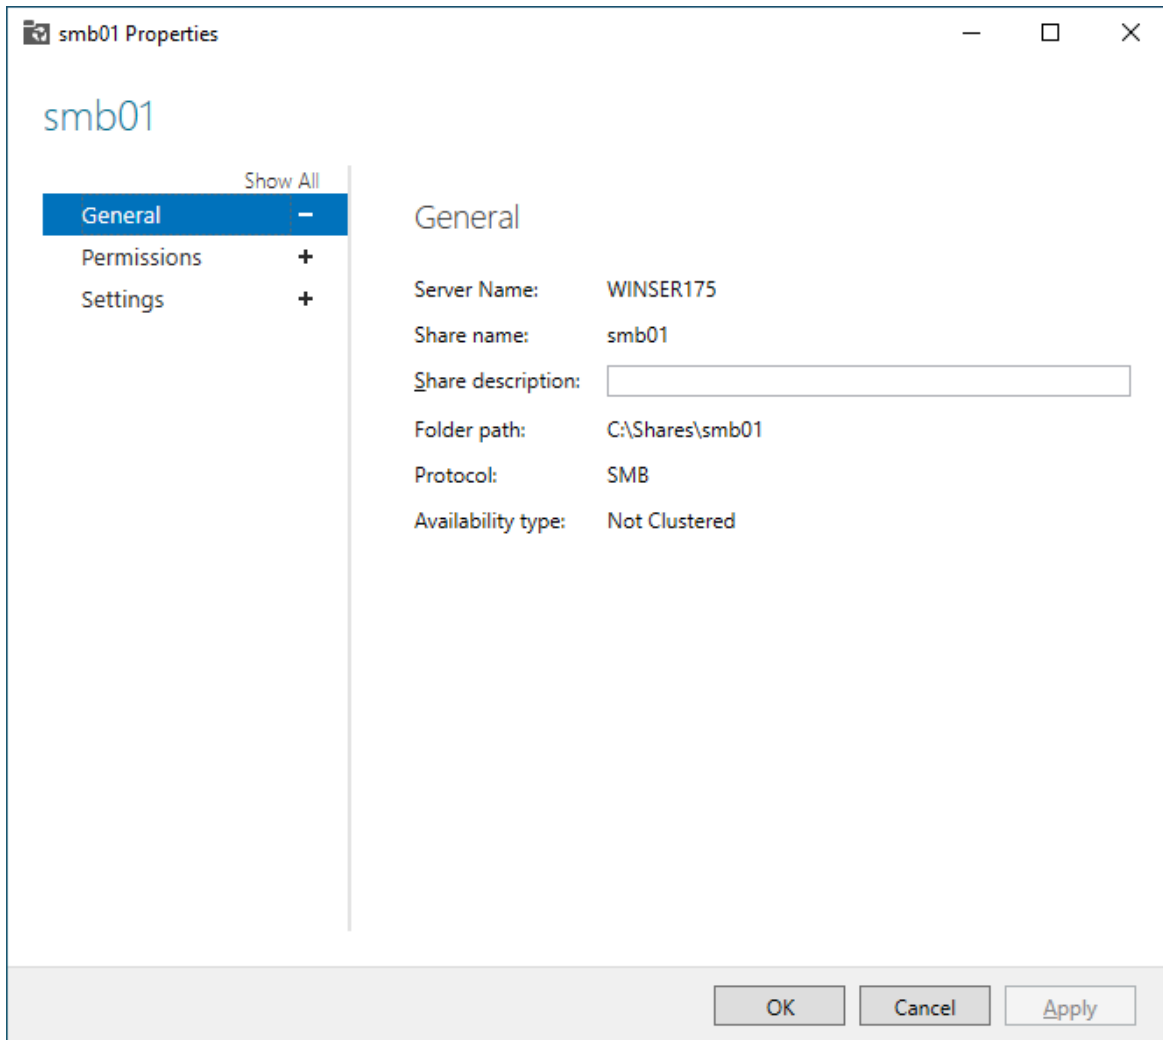 smb01 Properties
smb01
Show All
General
Permissions
Settings
General
Server Name: WINSER175
Share name: smb01
Share description:
Folder path: C:\Shares\smb01
Protocol: SMB
Availability type: Not Clustered
OK Cancel Apply